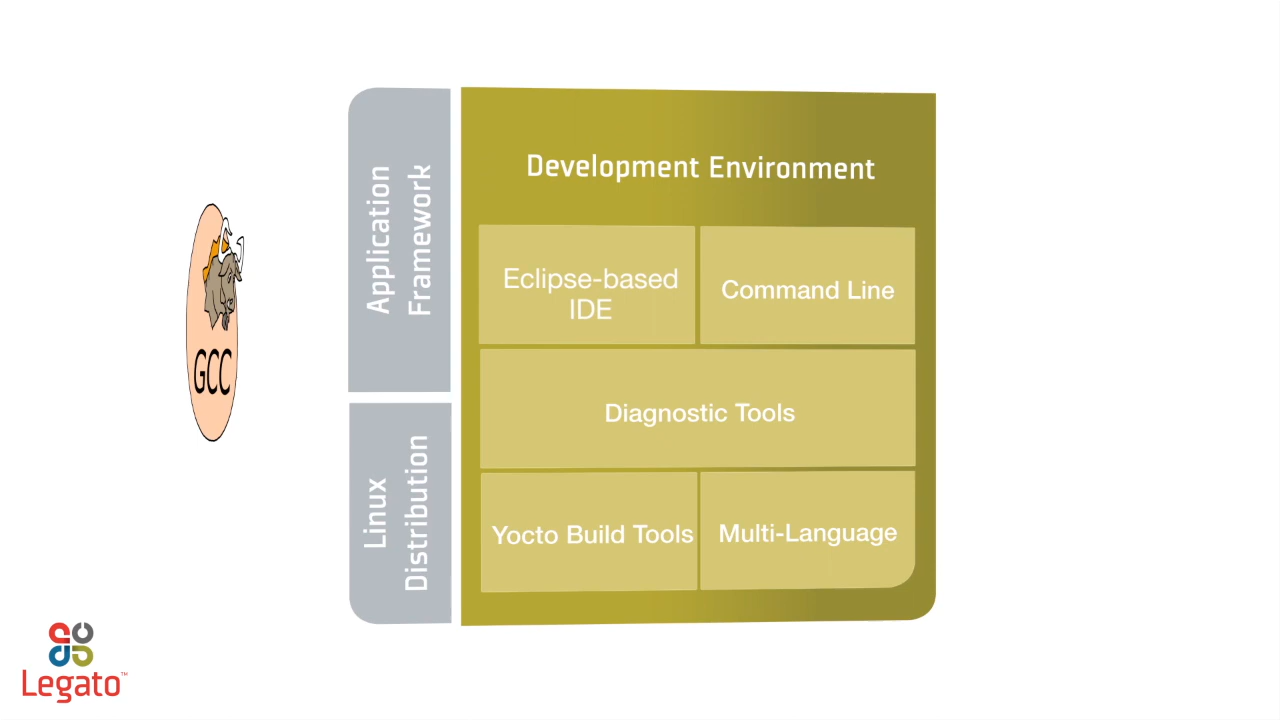 Application
Framework
Linux
Distribution
Development Environment
Eclipse-based
IDE
Command Line
Diagnostic Tools
Yocto Build Tools
Multi-Language
GCC
Legato™